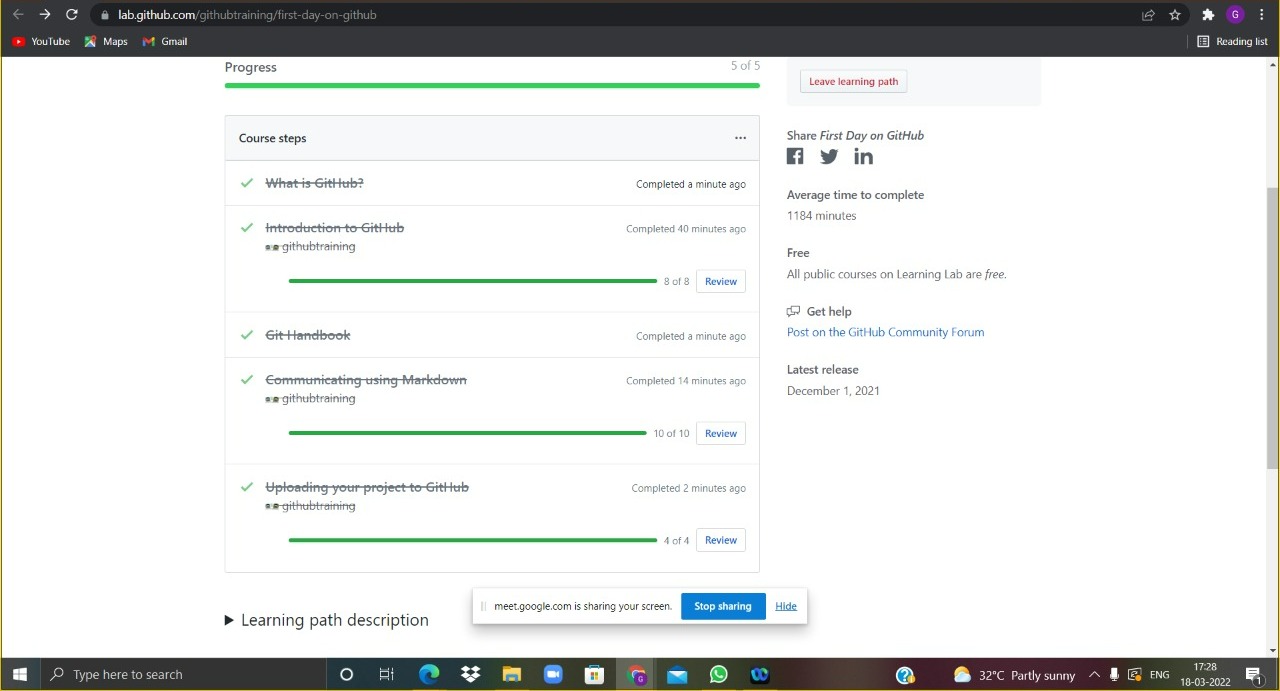 lab.github.com/githubtraining/first-day-on-github
G
YouTube Maps Gmail Reading list
Progress 5 of 5
Leave learning path
Course steps
What is GitHub? Completed a minute ago
Introduction to GitHub Completed 40 minutes ago
githubtraining
8 of 8 Review
Git Handbook Completed a minute ago
Communicating using Markdown Completed 14 minutes ago
githubtraining
10 of 10 Review
Uploading your project to GitHub Completed 2 minutes ago
githubtraining
4 of 4 Review
Share First Day on GitHub
Average time to complete
1184 minutes
Free
All public courses on Learning Lab are free.
Get help
Post on the GitHub Community Forum
Latest release
December 1, 2021
meet.google.com is sharing your screen. Stop sharing Hide
Learning path description
Type here to search
G
32°C Partly sunny ENG
17:28
18-03-2022
1